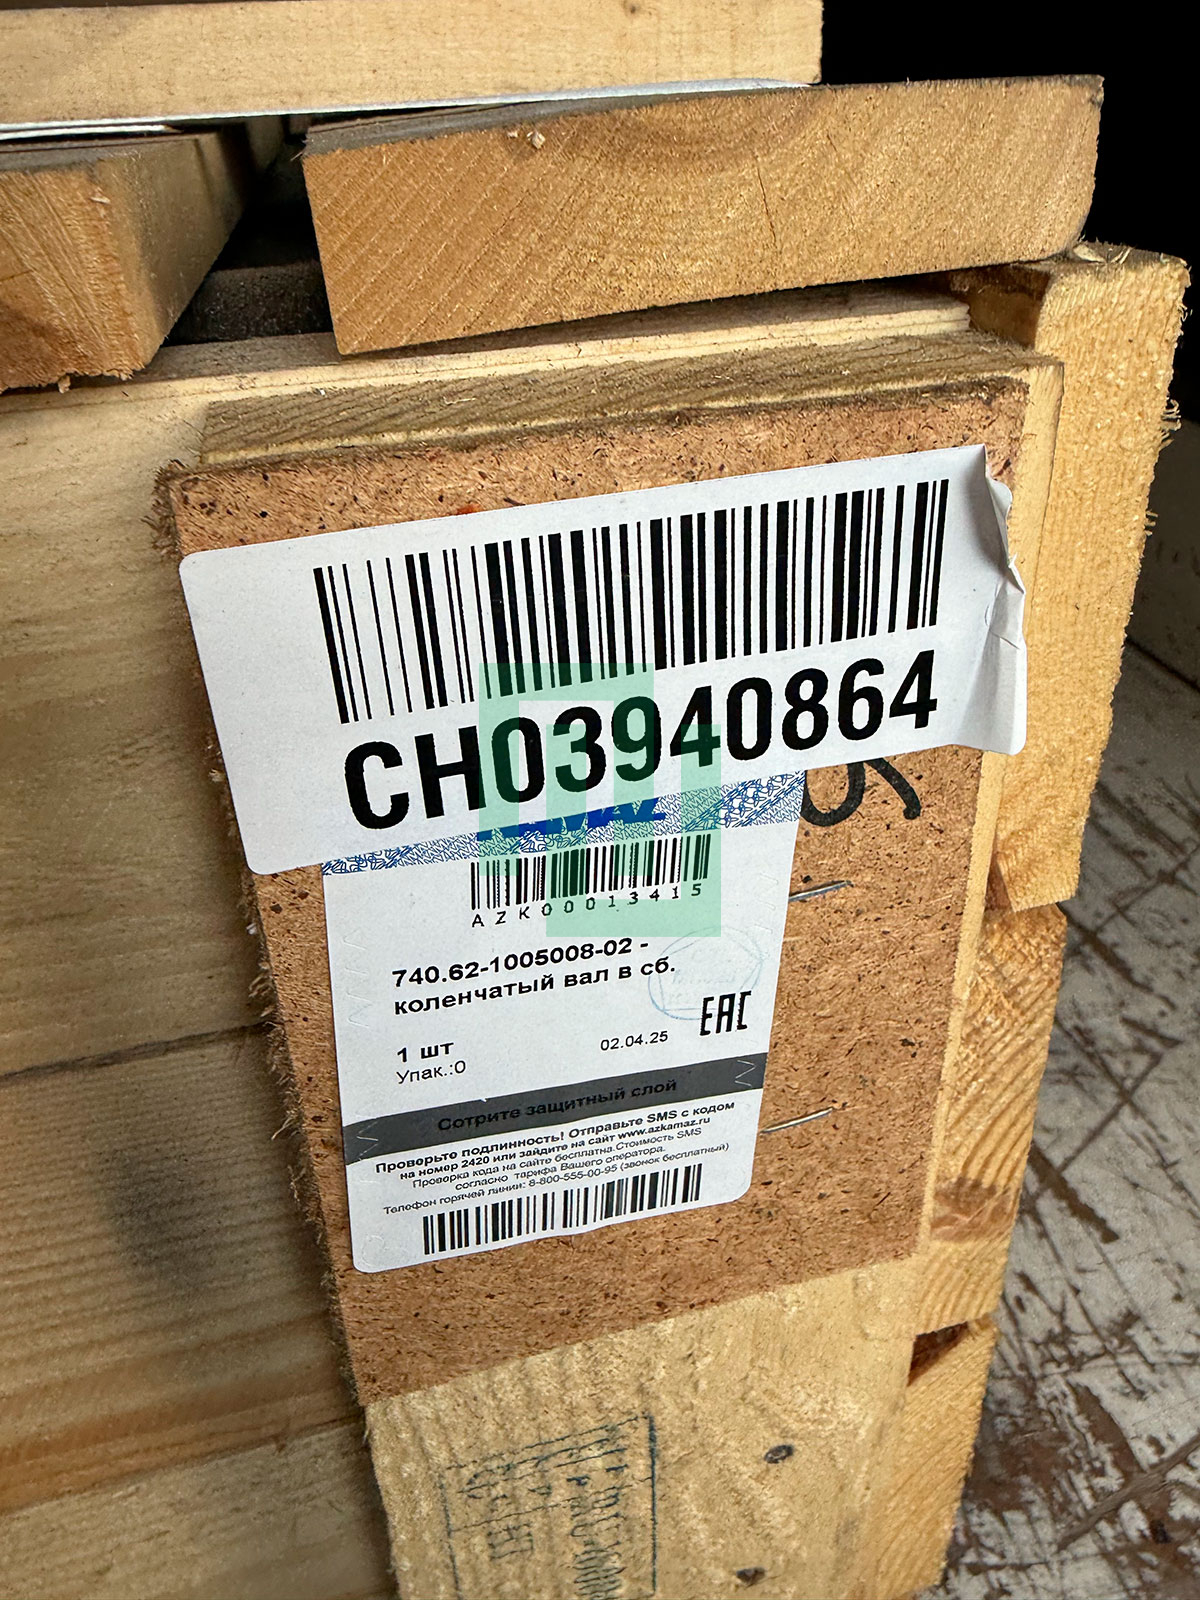 CH03940864
AZK00013415
740.62-1005008-02 -
коленчатый вал в сб.
1 шт
02.04.25
Упак.:0
EAC
Сотрите защитный слой
Проверьте подлинность! Отправьте SMS с кодом
на номер 2420 или зайдите на сайт www.azkamaz.ru
Проверка кода на сайте бесплатна.Стоимость SMS
согласно тарифа Вашего оператора.
Телефон горячей линии: 8-800-555-00-95 (звонок бесплатный)